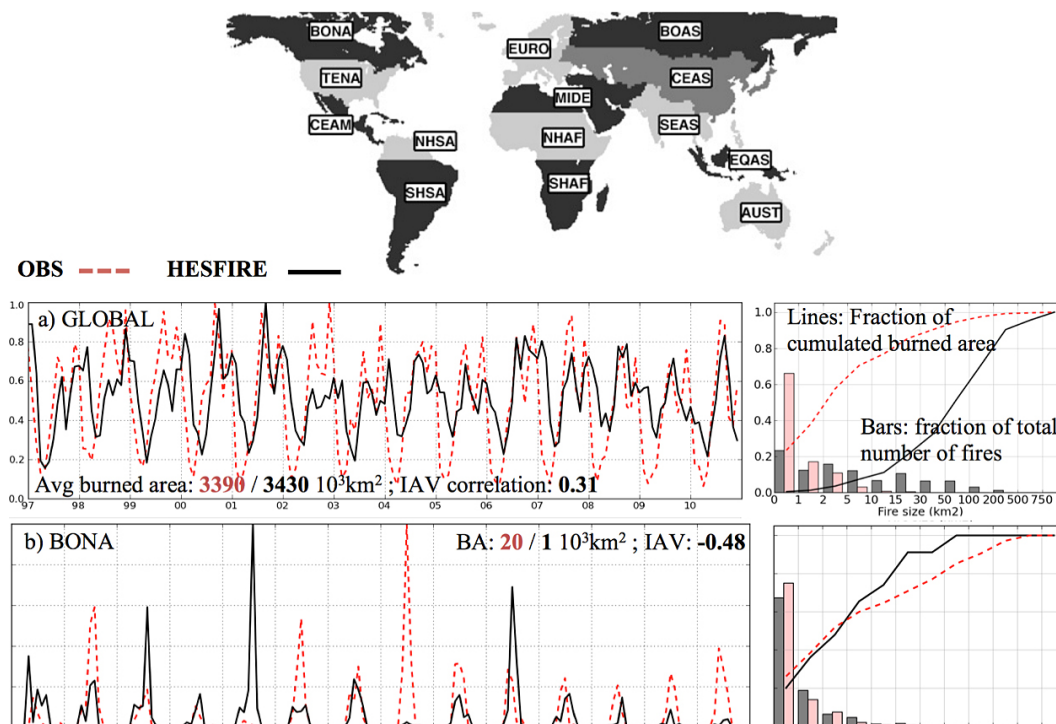 BONA
BOAS
EURO
TENA
CEAS
MIDE
CEAM
SEAS
NHSA
NHAF
EQAS
SHSA
SHAF
AUST
OBS HESFIRE
a) GLOBAL
1.0
0.8
0.6
0.4
0.2
0.0
Avg burned area: 3390 / 3430 10³km² ; IAV correlation: 0.31
97 98 99 00 01 02 03 04 05 06 07 08 09 10
Lines: Fraction of
cumulated burned area
Bars: fraction of total
number of fires
1.0
0.8
0.6
0.4
0.2
0.0
0 1 2 5 10 15 25 50 100 200 500 750
Fire size (km2)
b) BONA
BA: 20 / 1 10³km² ; IAV: -0.48